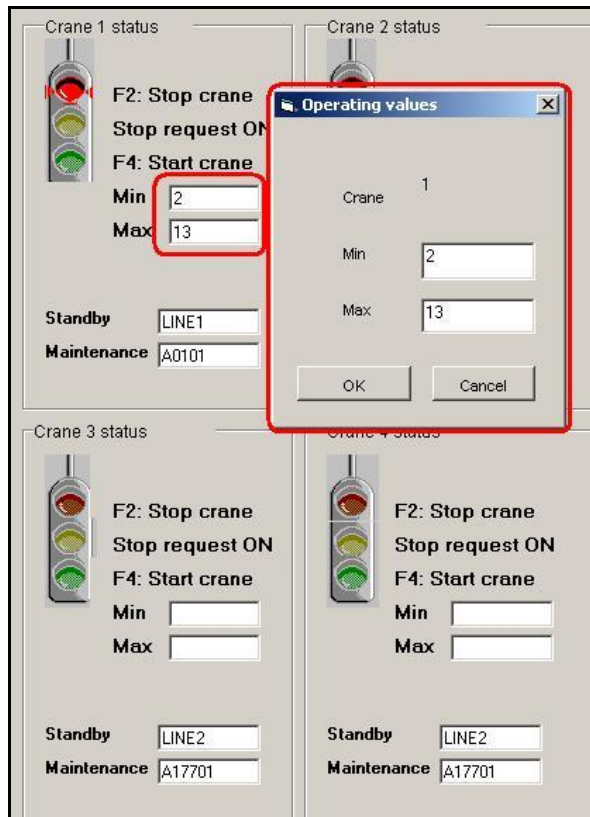 Crane 1 status
F2: Stop crane
Stop request ON
F4: Start crane
Min 2
Max 13
Standby LINE1
Maintenance A0101
Crane 2 status
Operating values
Crane 1
Min 2
Max 13
OK Cancel
Crane 3 status
F2: Stop crane
Stop request ON
F4: Start crane
Min
Max
Standby LINE2
Maintenance A17701
Crane 4 status
F2: Stop crane
Stop request ON
F4: Start crane
Min
Max
Standby LINE2
Maintenance A17701